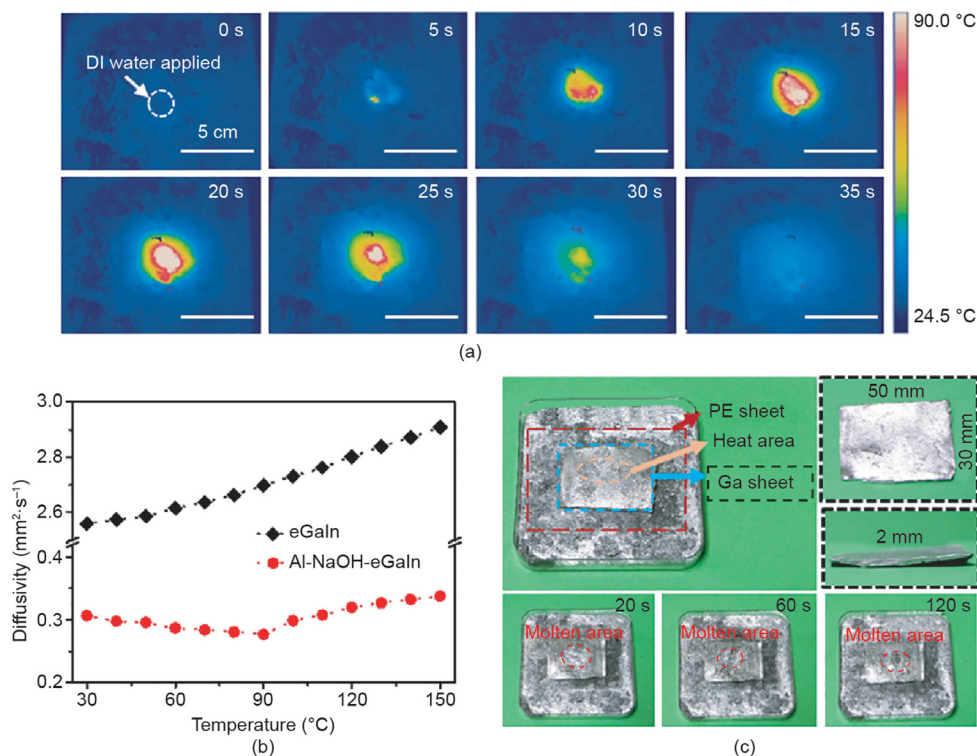 0 s
5 s
10 s
15 s
90.0 °C
DI water applied
5 cm
20 s
25 s
30 s
35 s
24.5 °C
(a)
3.0
2.8
2.6
0.4
0.3
0.2
Diffusivity (mm²·s⁻¹)
eGaIn
Al-NaOH-eGaIn
30
60
90
120
150
Temperature (°C)
(b)
PE sheet
Heat area
Ga sheet
50 mm
30 mm
2 mm
20 s
Molten area
60 s
Molten area
120 s
Molten area
(c)